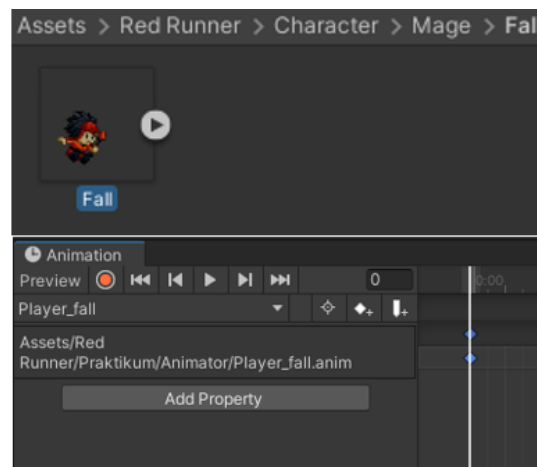 Assets > Red Runner > Character > Mage > Fal
Fall
Animation
Preview 0 0:00
Player_fall
Assets/Red
Runner/Praktikum/Animator/Player_fall.anim
Add Property